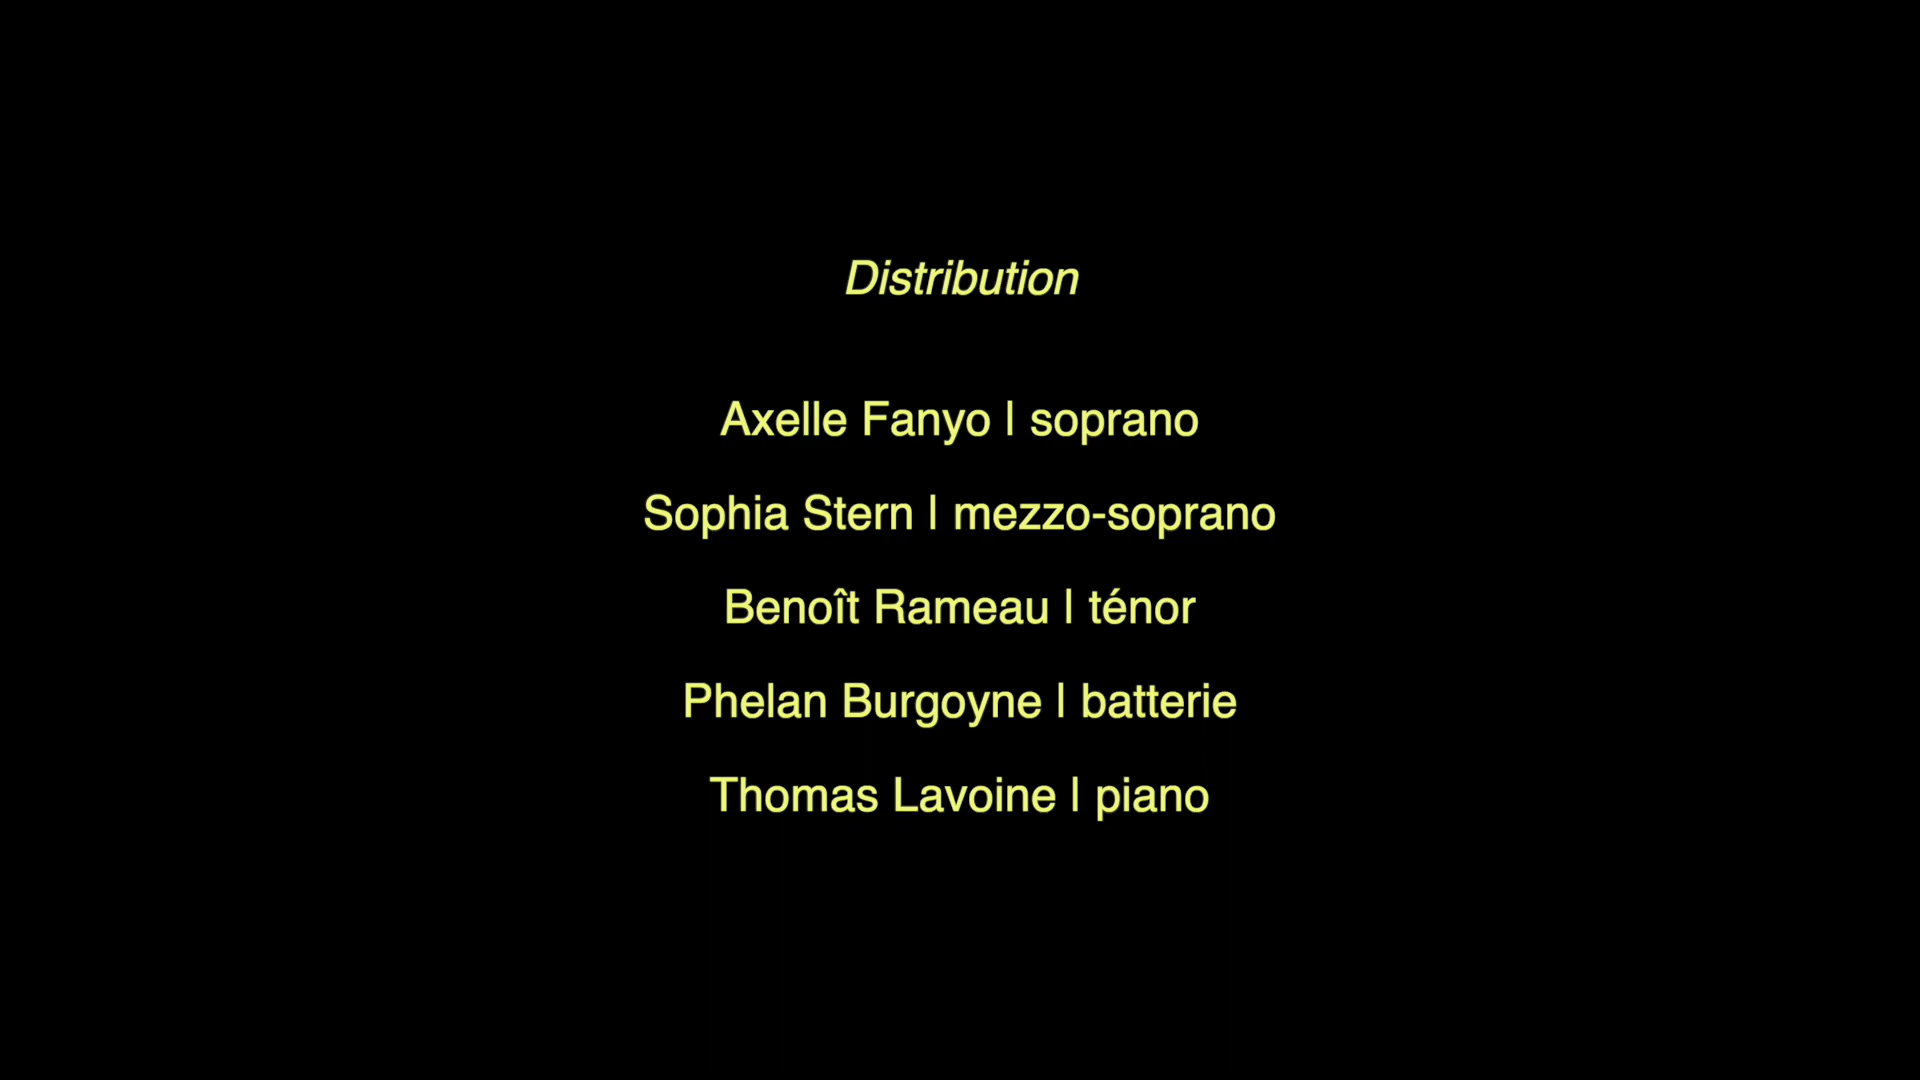 Distribution
Axelle Fanyo | soprano
Sophia Stern | mezzo-soprano
Benoît Rameau | ténor
Phelan Burgoyne | batterie
Thomas Lavoine | piano